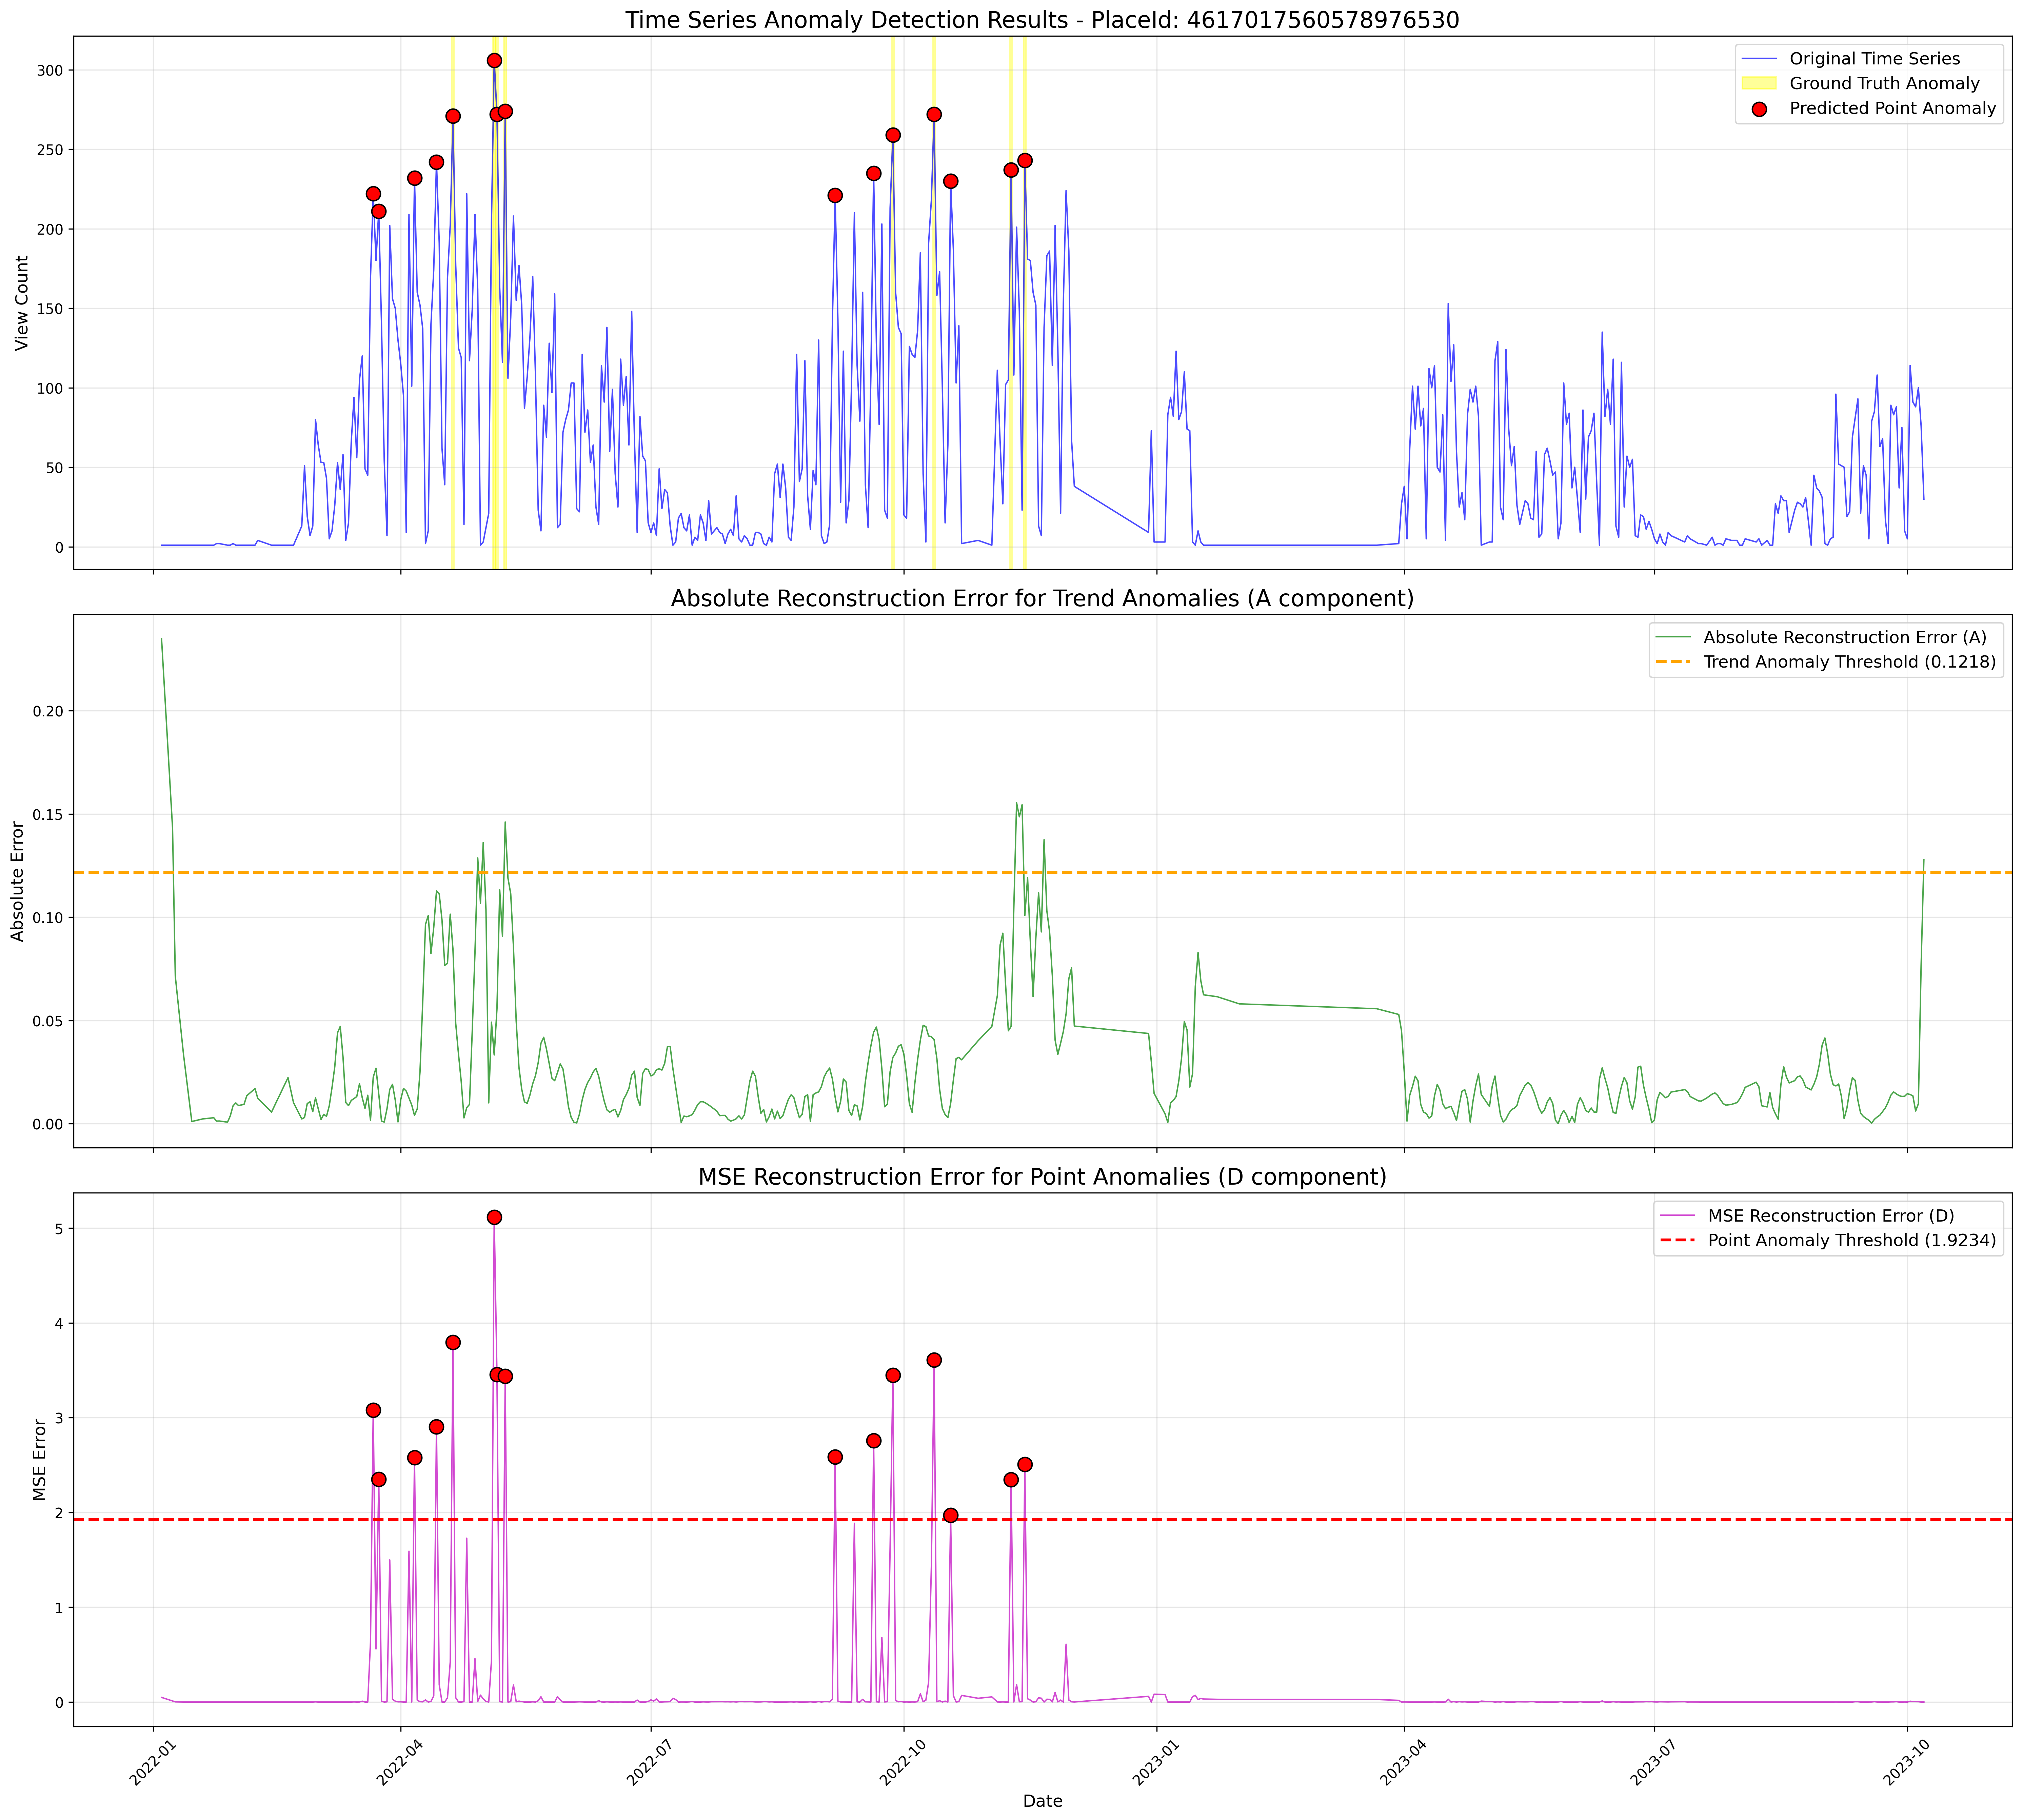 Time Series Anomaly Detection Results - PlaceId: 4617017560578976530
Original Time Series
Ground Truth Anomaly
Predicted Point Anomaly
300
250
200
150
100
50
0
View Count
Absolute Reconstruction Error for Trend Anomalies (A component)
Absolute Reconstruction Error (A)
Trend Anomaly Threshold (0.1218)
0.20
0.15
0.10
0.05
0.00
Absolute Error
MSE Reconstruction Error for Point Anomalies (D component)
MSE Reconstruction Error (D)
Point Anomaly Threshold (1.9234)
5
4
3
2
1
0
MSE Error
2022-01
2022-04
2022-07
2022-10
2023-01
2023-04
2023-07
2023-10
Date